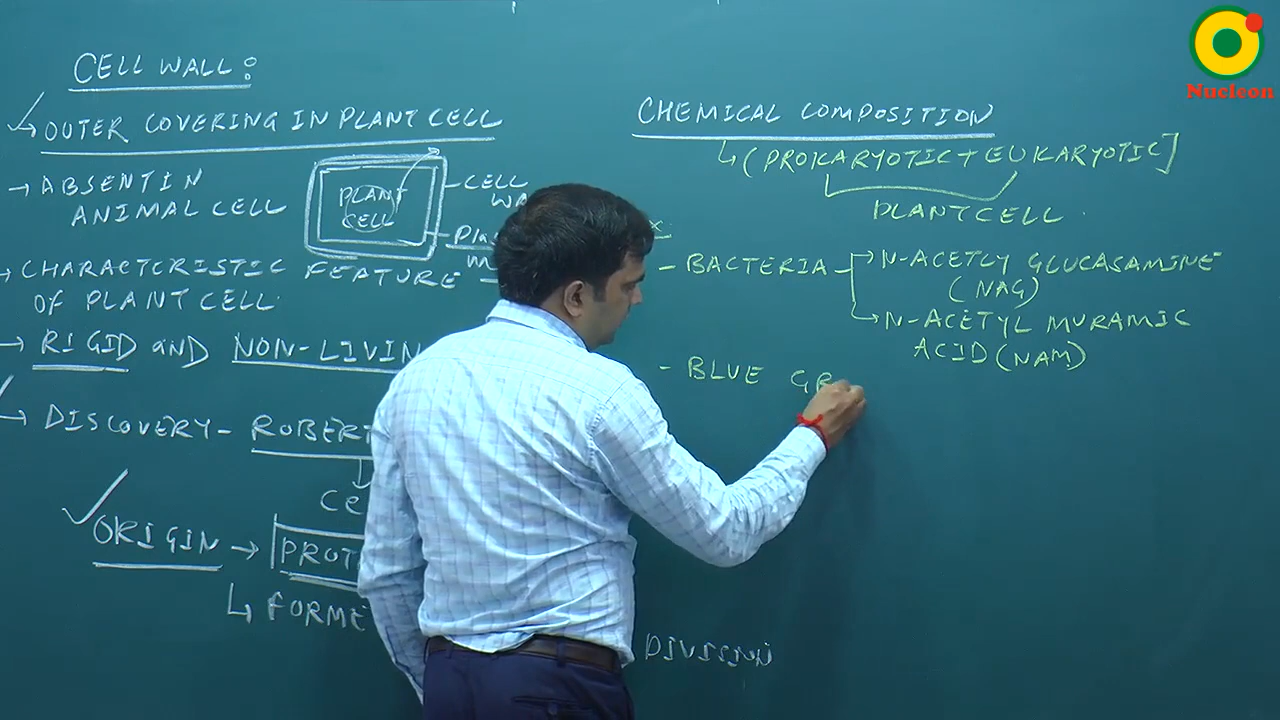 Nucleon
CELL WALL:
↳ OUTER COVERING IN PLANT CELL
→ ABSENT IN
ANIMAL CELL
PLANT
CELL
CELL
→ CHARACTERISTIC FEATURE -
OF PLANT CELL
→ RIGID and NON-LIVIN
↳ DISCOVERY - ROBERT
ORIGIN → PROT
↳ FORME
DIVISION
CHEMICAL COMPOSITION
↳ (PROKARYOTIC + EUKARYOTIC]
PLANT CELL
- BACTERIA
→ N-ACETLY GLUCASAMINE
(NAG)
→ N-ACETYL MURAMIC
ACID (NAM)
- BLUE GR